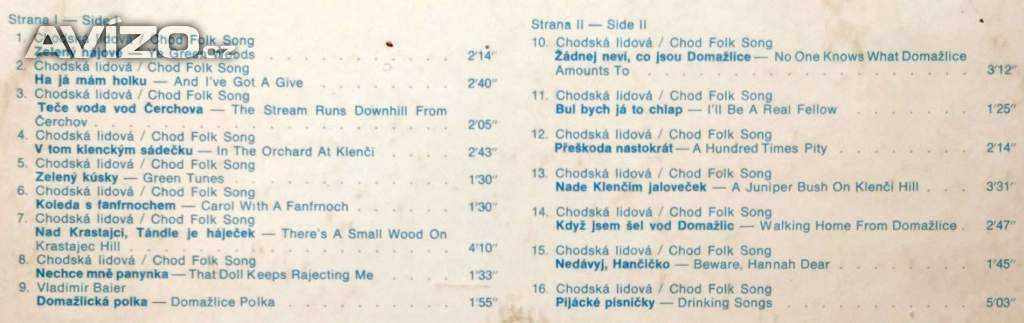 Strana I — Side
1. Chodská lidová / Chod Folk Song
Zelený hájové — Ye Green Woods 2'14"
2. Chodská lidová / Chod Folk Song
Ha já mám holku — And I've Got A Give 2'40"
3. Chodská lidová / Chod Folk Song
Teče voda vod Čerchova — The Stream Runs Downhill From
Čerchov 2'05"
4. Chodská lidová / Chod Folk Song
V tom klenckým sádečku — In The Orchard At Klenčí 2'43"
5. Chodská lidová / Chod Folk Song
Zelený kúsky — Green Tunes 1'30"
6. Chodská lidová / Chod Folk Song
Koleda s fanfrnochem — Carol With A Fanfrnoch 1'30"
7. Chodská lidová / Chod Folk Song
Nad Krastajci, Tándle je háječek — There's A Small Wood On
Krastajec Hill 4'10"
8. Chodská lidová / Chod Folk Song
Nechce mně panynka — That Doll Keeps Rejecting Me 1'33"
9. Vladimír Baier
Domažlická polka — Domažlice Polka 1'55"
Strana II — Side II
10. Chodská lidová / Chod Folk Song
Žádnej neví, co jsou Domažlice — No One Knows What Domažlice
Amounts To 3'12"
11. Chodská lidová / Chod Folk Song
Bul bych já to chlap — I'll Be A Real Fellow 1'25"
12. Chodská lidová / Chod Folk Song
Přeškoda nastokrát — A Hundred Times Pity 2'14"
13. Chodská lidová / Chod Folk Song
Nade Klenčím jaloveček — A Juniper Bush On Klenčí Hill 3'31"
14. Chodská lidová / Chod Folk Song
Když jsem šel vod Domažlic — Walking Home From Domažlice 2'47"
15. Chodská lidová / Chod Folk Song
Nedávyj, Hančičko — Beware, Hannah Dear 1'45"
16. Chodská lidová / Chod Folk Song
Pijácké písničky — Drinking Songs 5'03"
AVÍZO.cz